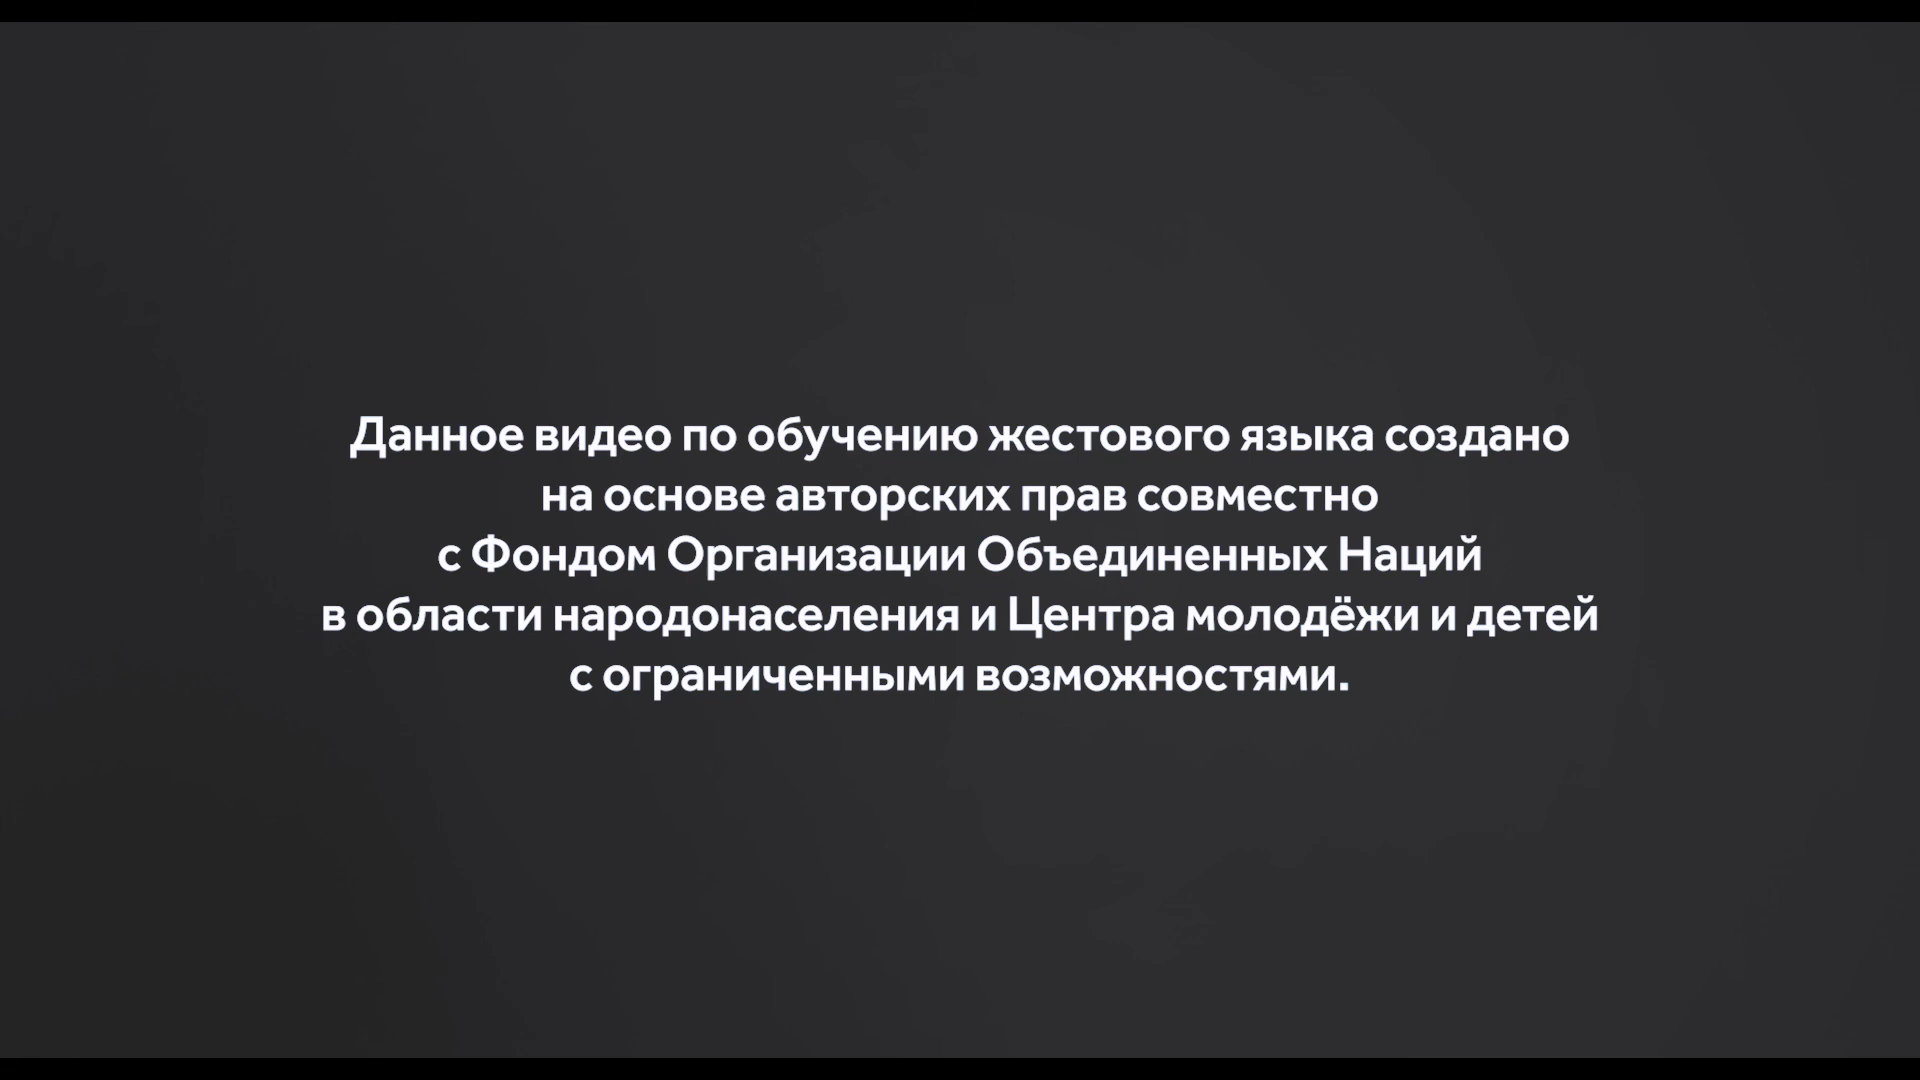 Данное видео по обучению жестового языка создано
на основе авторских прав совместно
с Фондом Организации Объединенных Наций
в области народонаселения и Центра молодёжи и детей
с ограниченными возможностями.